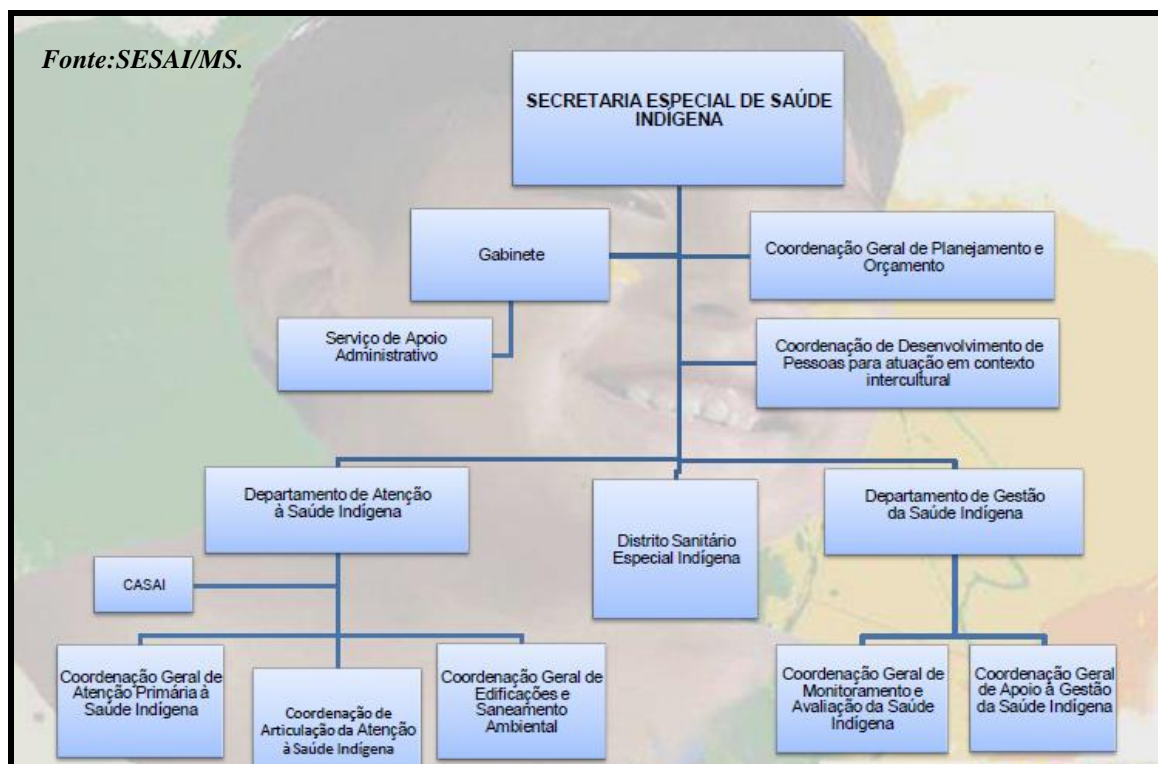 Fonte:SESAI/MS.
SECRETARIA ESPECIAL DE SAÚDE
INDÍGENA
Gabinete
Coordenação Geral de Planejamento e
Orçamento
Serviço de Apoio
Administrativo
Coordenação de Desenvolvimento de
Pessoas para atuação em contexto
intercultural
Departamento de Atenção
à Saúde Indígena
Distrito Sanitário
Especial Indígena
Departamento de Gestão
da Saúde Indígena
CASAI
Coordenação Geral de
Atenção Primária à
Saúde Indígena
Coordenação de
Articulação da Atenção
à Saúde Indígena
Coordenação Geral de
Edificações e
Saneamento
Ambiental
Coordenação Geral de
Monitoramento e
Avaliação da Saúde
Indígena
Coordenação Geral
de Apoio à Gestão
da Saúde Indígena